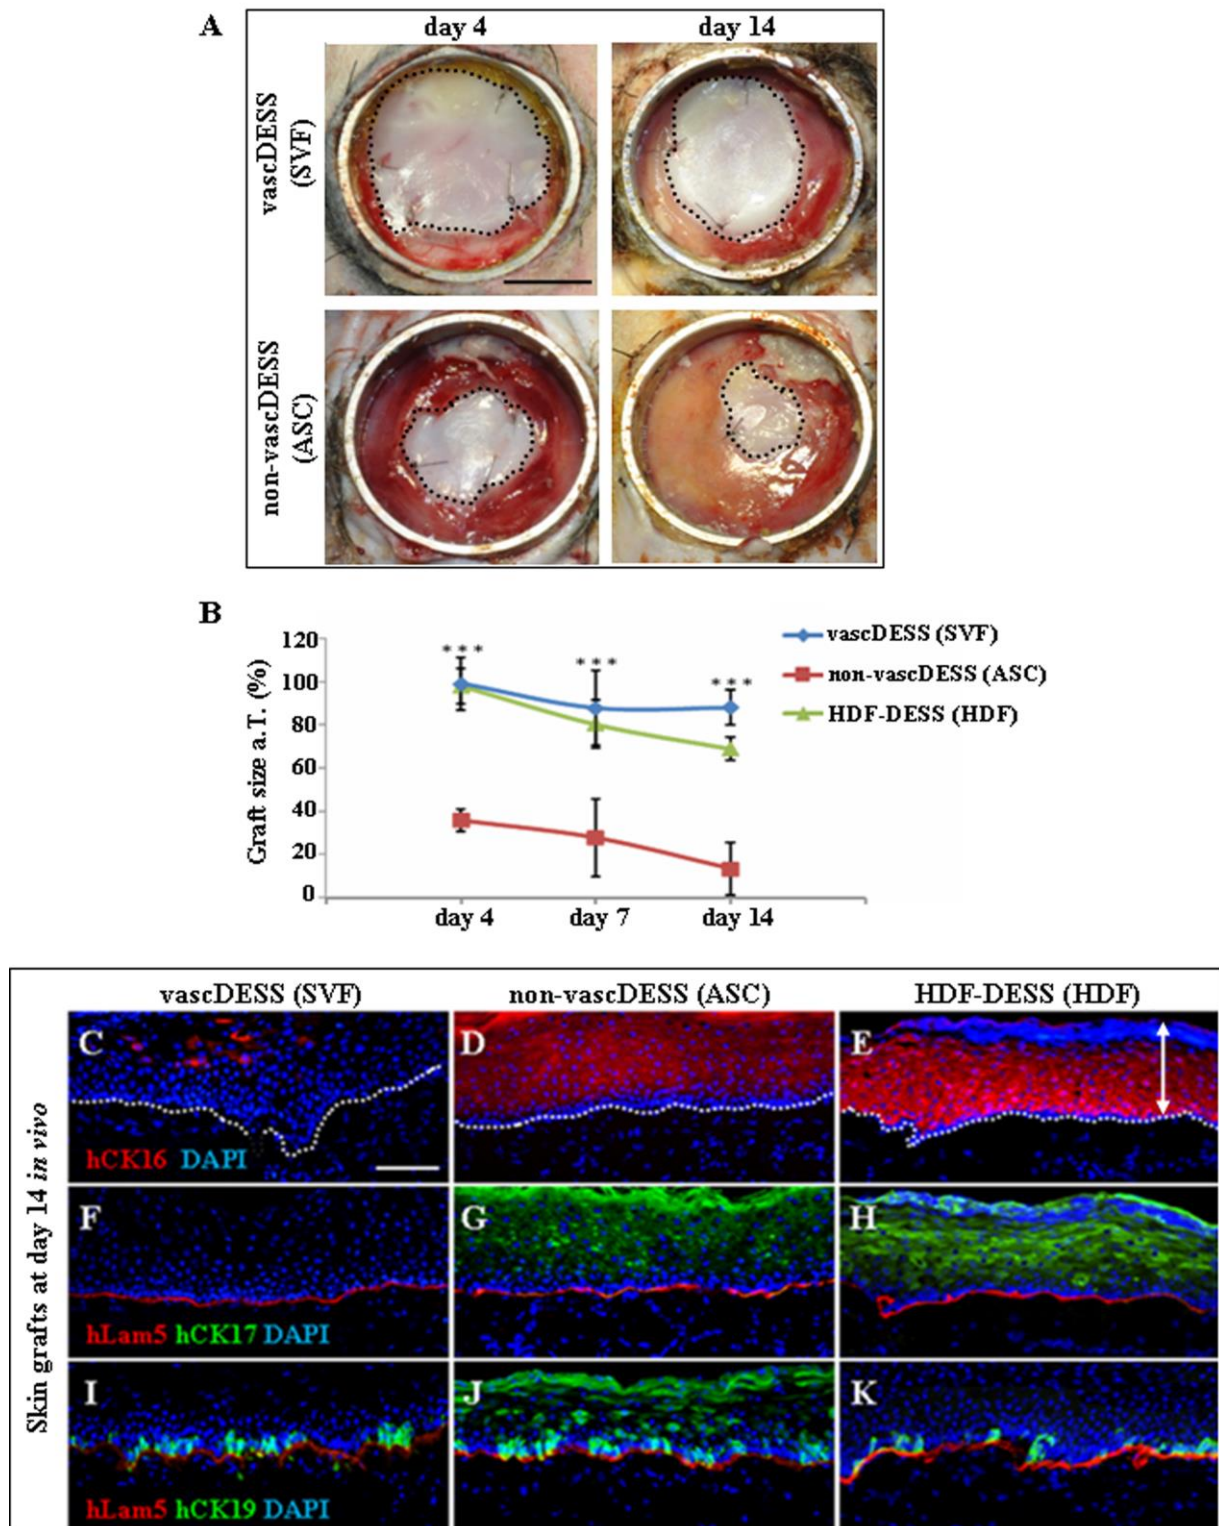 A
day 4
day 14
vascDESS
(SVF)
non-vascDESS
(ASC)
B
Graft size a.T. (%)
120
100
80
60
40
20
0
***
***
***
day 4
day 7
day 14
vascDESS (SVF)
non-vascDESS (ASC)
HDF-DESS (HDF)
Skin grafts at day 14 in vivo
vascDESS (SVF)
non-vascDESS (ASC)
HDF-DESS (HDF)
C
hCK16 DAPI
D
E
F
hLam5 hCK17 DAPI
G
H
I
hLam5 hCK19 DAPI
J
K